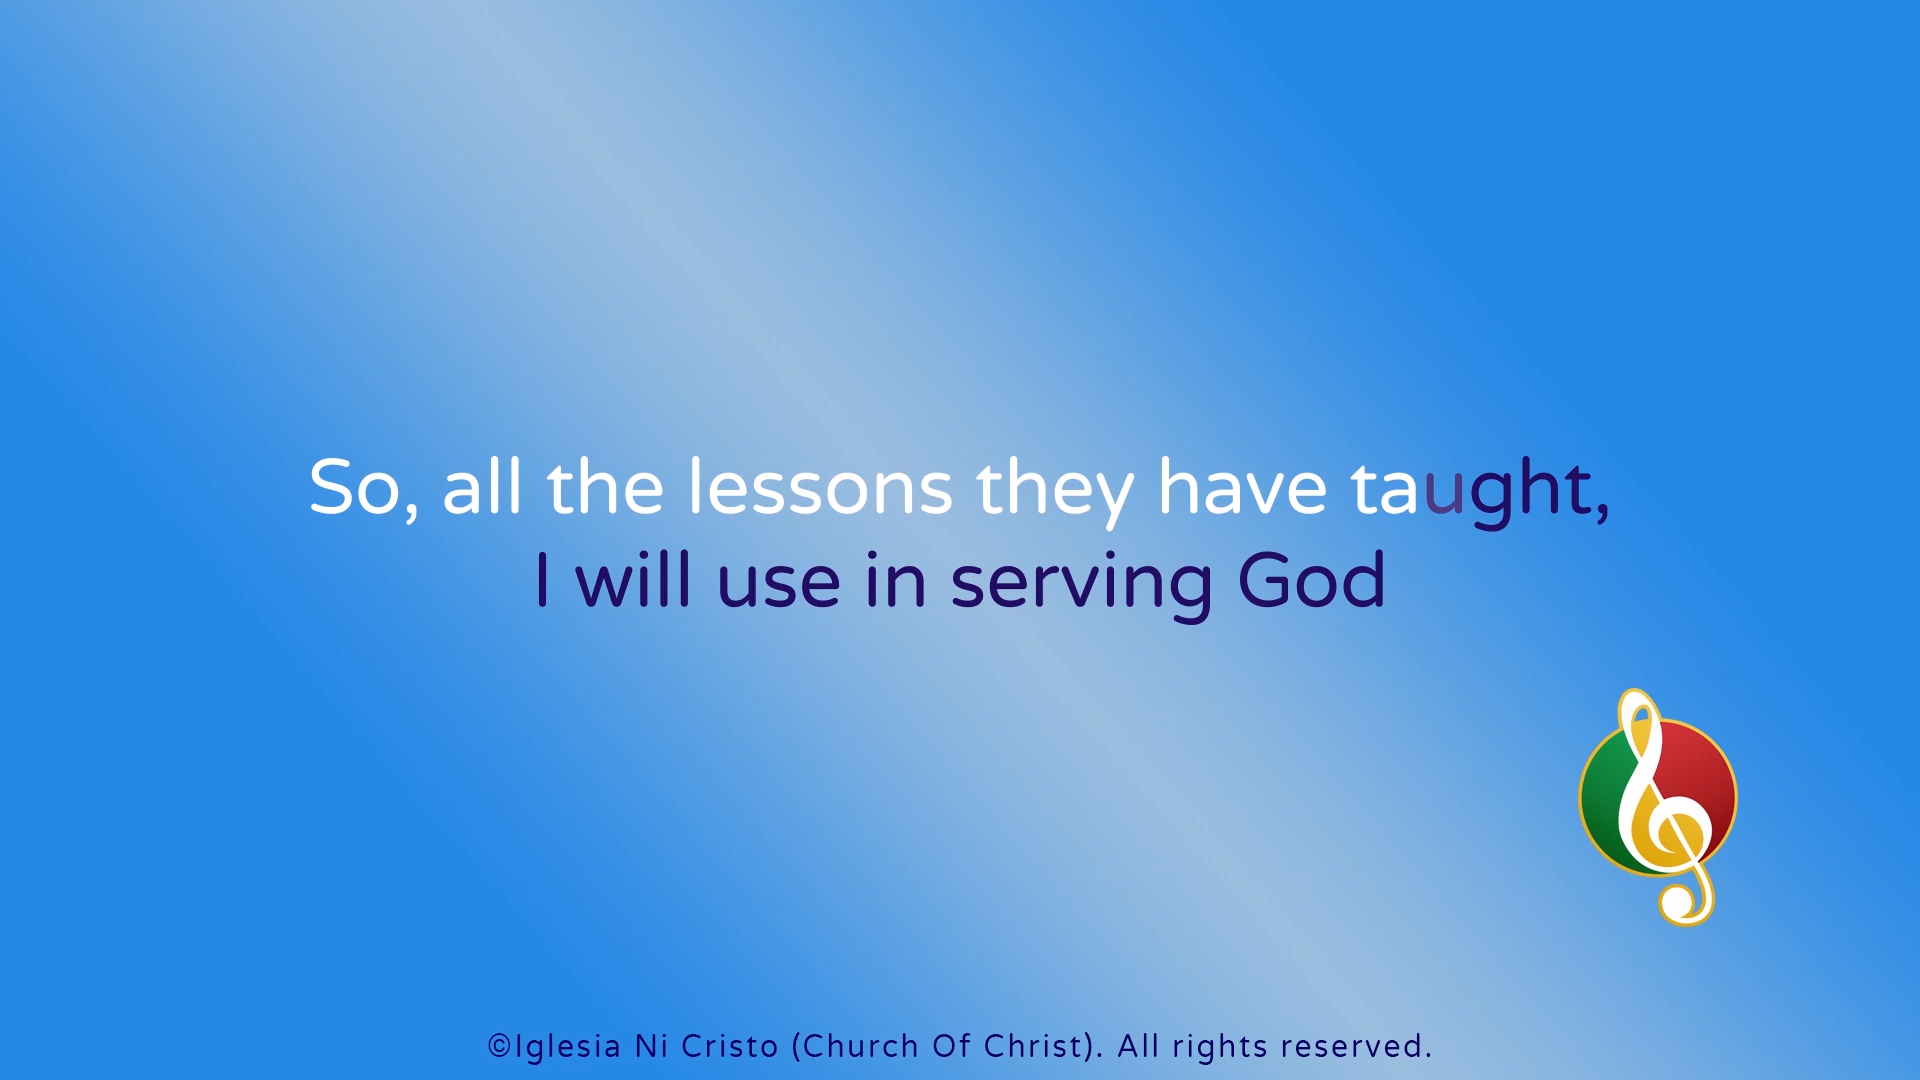 So, all the lessons they have taught,
I will use in serving God
©Iglesia Ni Cristo (Church Of Christ). All rights reserved.